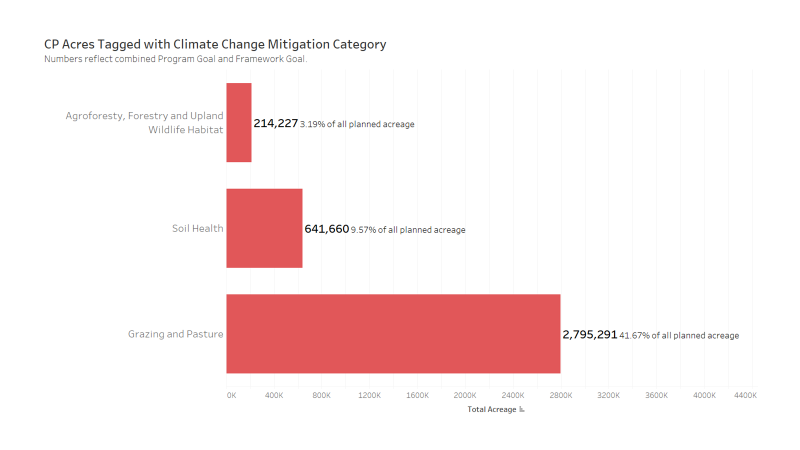 CP Acres Tagged with Climate Change Mitigation Category
Numbers reflect combined Program Goal and Framework Goal.
Agroforesty, Forestry and Upland
Wildlife Habitat
214,227 3.19% of all planned acreage
Soil Health
641,660 9.57% of all planned acreage
Grazing and Pasture
2,795,291 41.67% of all planned acreage
0K 400K 800K 1200K 1600K 2000K 2400K 2800K 3200K 3600K 4000K 4400K
Total Acreage